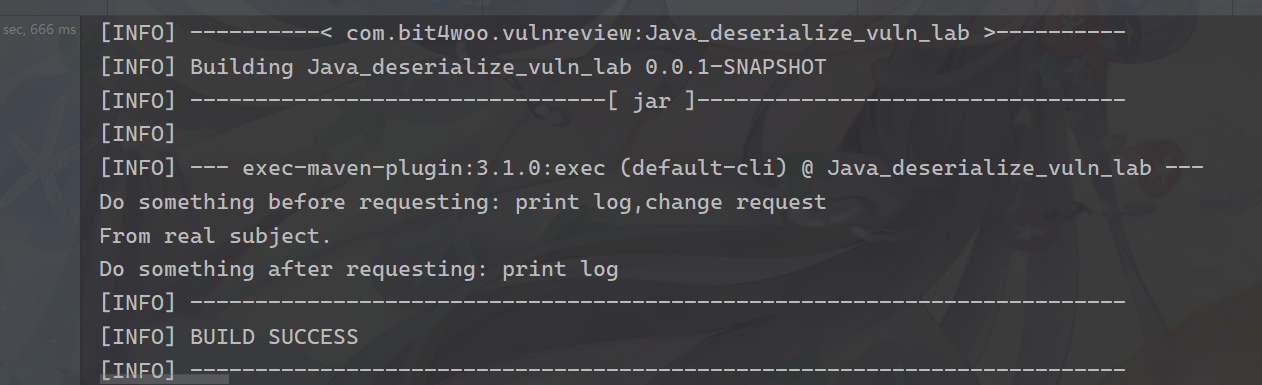 sec, 666 ms
[INFO] ----------< com.bit4woo.vulnreview:Java_deserialize_vuln_lab >----------
[INFO] Building Java_deserialize_vuln_lab 0.0.1-SNAPSHOT
[INFO] --------------------------------[ jar ]---------------------------------
[INFO]
[INFO] --- exec-maven-plugin:3.1.0:exec (default-cli) @ Java_deserialize_vuln_lab ---
Do something before requesting: print log,change request
From real subject.
Do something after requesting: print log
[INFO] ------------------------------------------------------------------------
[INFO] BUILD SUCCESS
[INFO] ------------------------------------------------------------------------